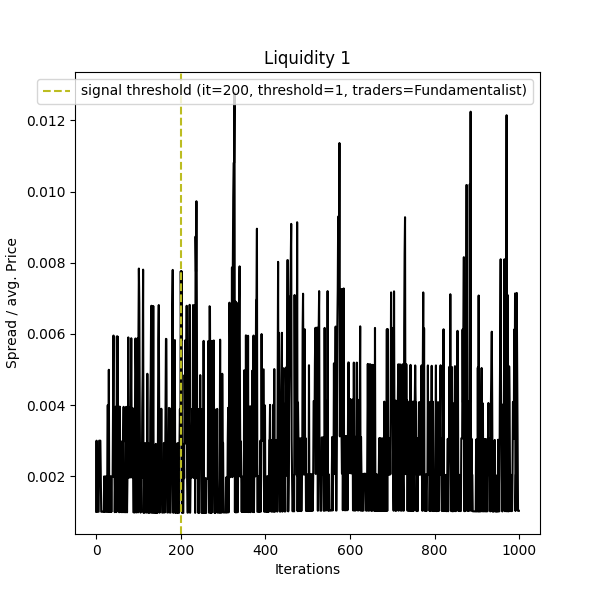 Liquidity 1
signal threshold (it=200, threshold=1, traders=Fundamentalist)
0.012
0.010
0.008
0.006
0.004
0.002
Spread / avg. Price
0 200 400 600 800 1000
Iterations